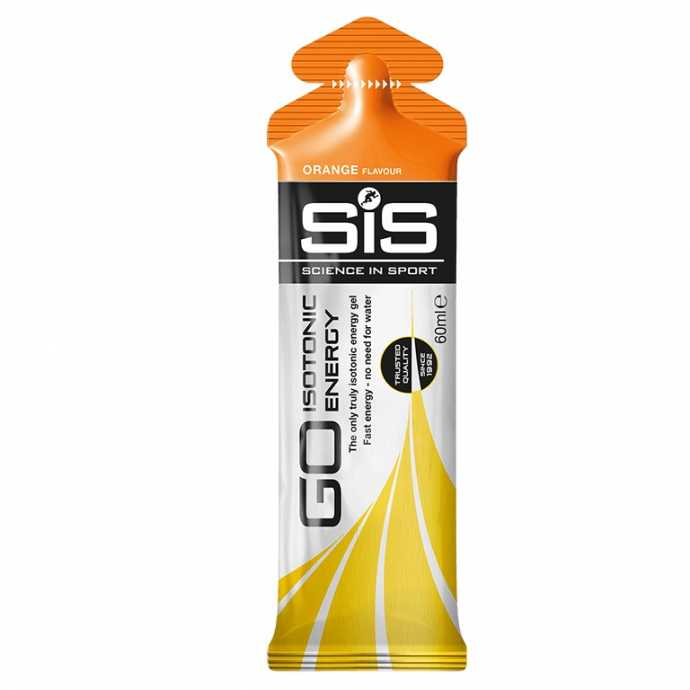 ORANGE FLAVOUR
SiS
SCIENCE IN SPORT
GO
ISOTONIC
ENERGY
The only truly isotonic energy gel
Fast energy - no need for water
60ml℮
TRUSTED
QUALITY
SINCE
1992